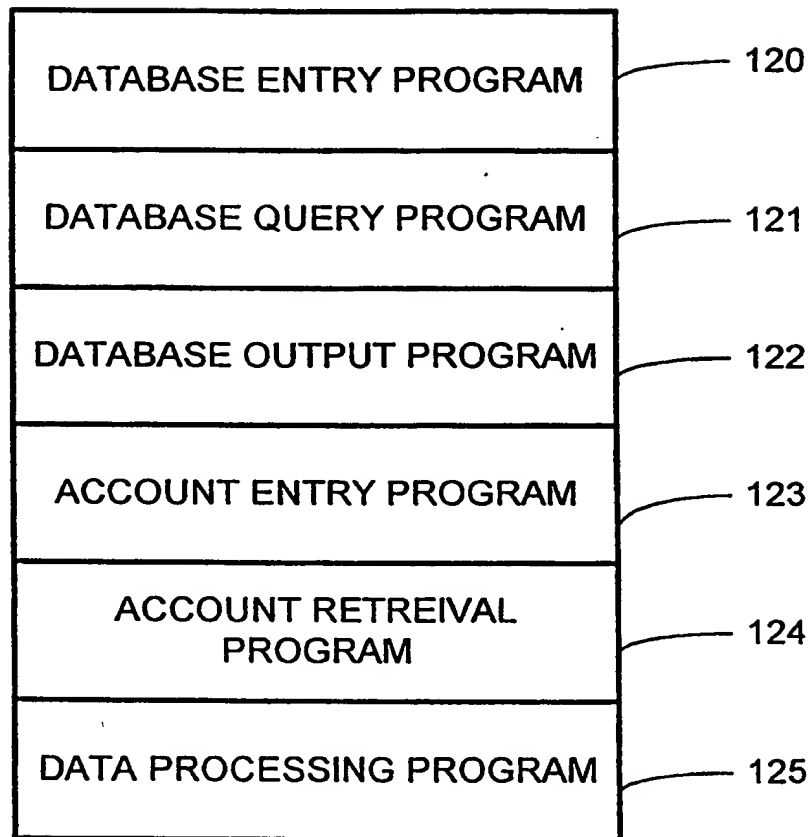 DATABASE ENTRY PROGRAM 120
DATABASE QUERY PROGRAM 121
DATABASE OUTPUT PROGRAM 122
ACCOUNT ENTRY PROGRAM 123
ACCOUNT RETREIVAL
PROGRAM 124
DATA PROCESSING PROGRAM 125